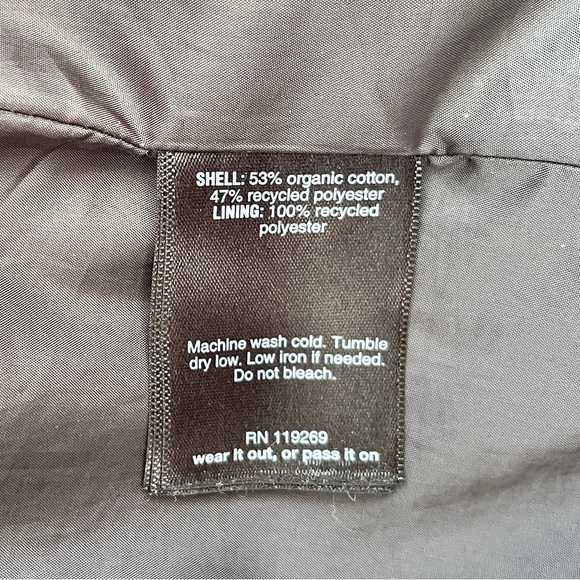 SHELL: 53% organic cotton,
47% recycled polyester
LINING: 100% recycled
polyester
Machine wash cold. Tumble
dry low. Low iron if needed.
Do not bleach.
RN 119269
wear it out, or pass it on